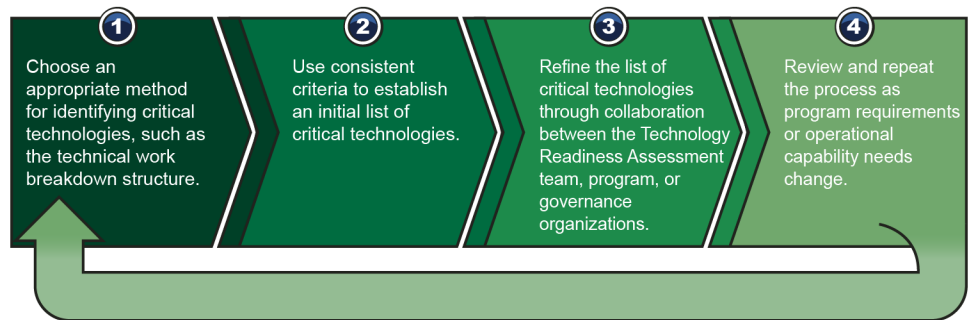 1
Choose an
appropriate method
for identifying critical
technologies, such as
the technical work
breakdown structure.
2
Use consistent
criteria to establish
an initial list of
critical technologies.
3
Refine the list of
critical technologies
through collaboration
between the Technology
Readiness Assessment
team, program, or
governance
organizations.
4
Review and repeat
the process as
program requirements
or operational
capability needs
change.